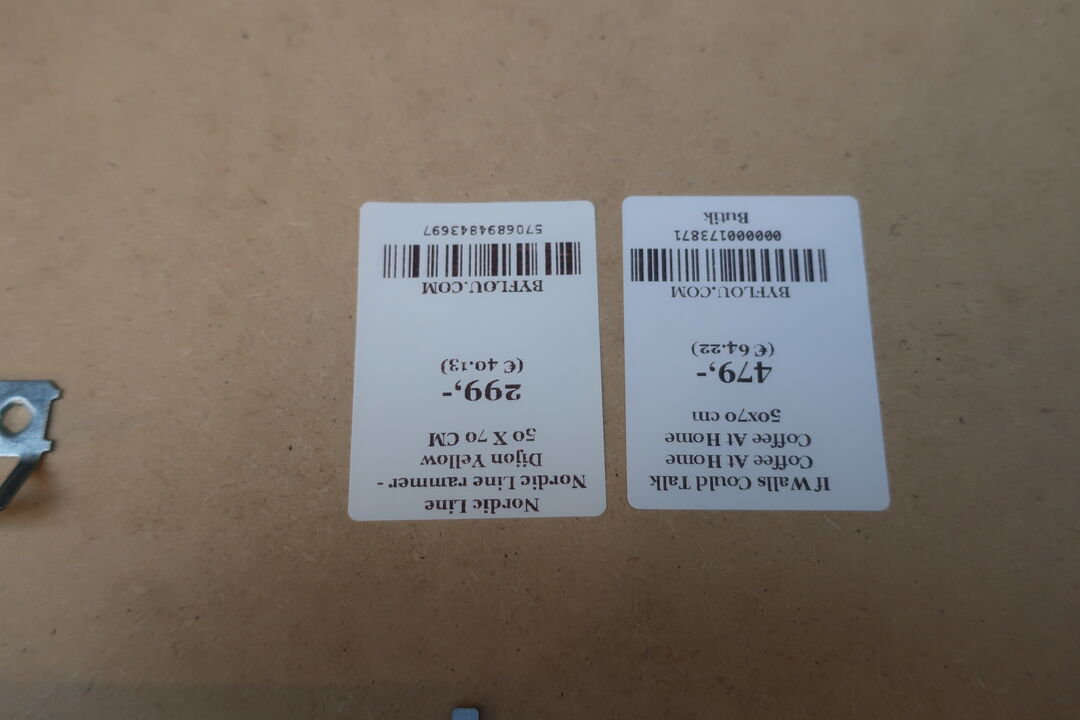 If Walls Could Talk
Coffee At Home
Coffee At Home
50x70 cm
479,-
(€ 64.22)
BYFLOU.COM
000000173871
Butik
Nordic Line
Nordic Line rammer -
Dijon Yellow
50 X 70 CM
299,-
(€ 40.13)
BYFLOU.COM
5706894843697